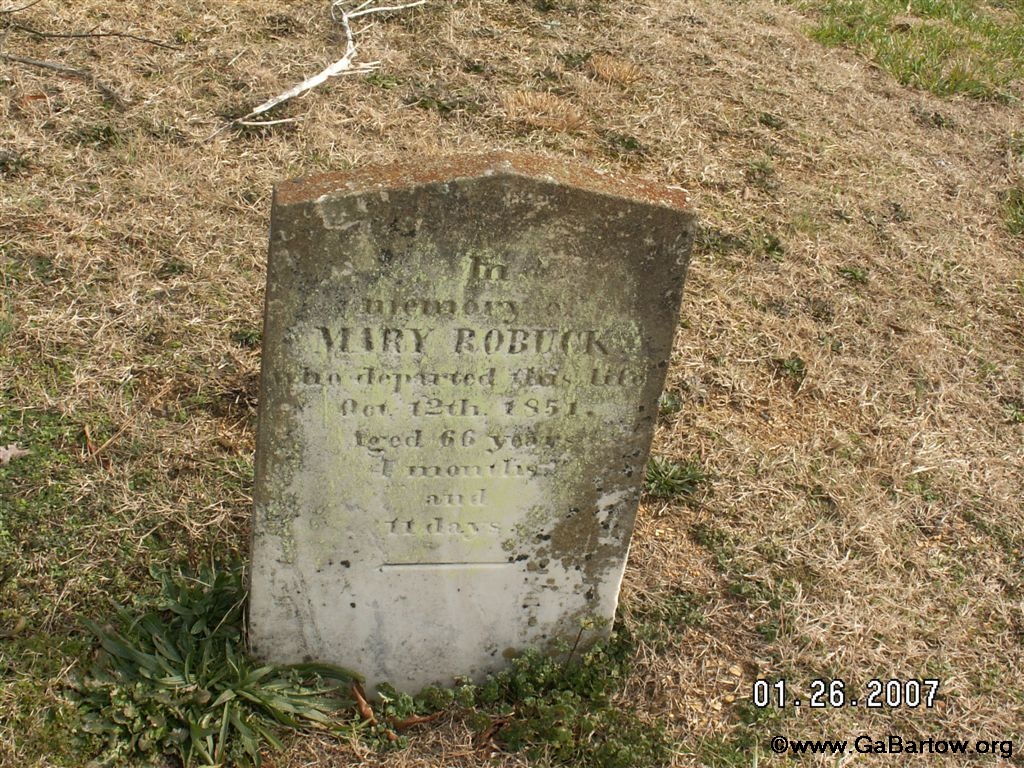 In
memory of
MARY ROBUCK
who departed this life
Oct. 12th. 1851.
Aged 66 years
4 months
and
11 days.
01.26.2007
©www.GaBartow.org